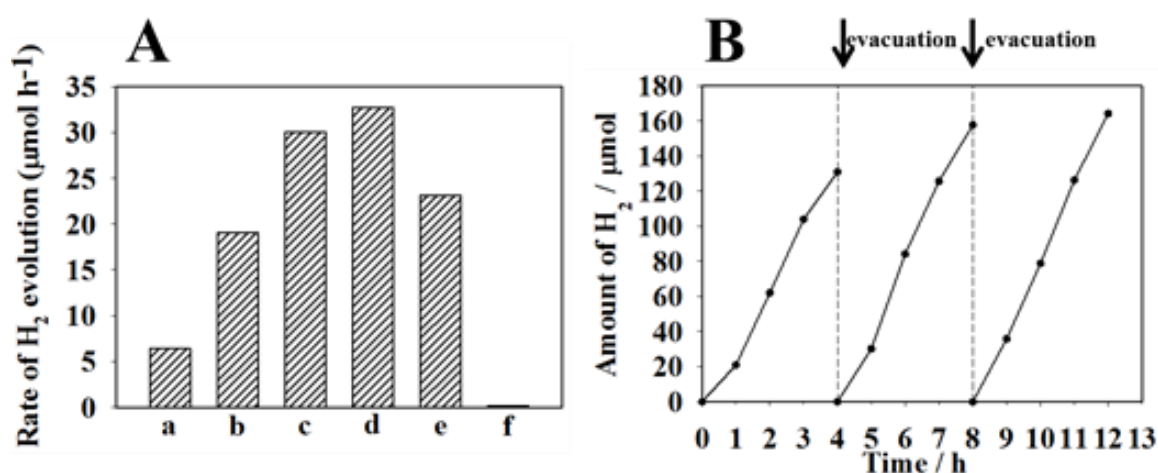 A
Rate of H₂ evolution (μmol h⁻¹)
35
30
25
20
15
10
5
0
a b c d e f
B
evacuation evacuation
Amount of H₂ / μmol
180
160
140
120
100
80
60
40
20
0
0 1 2 3 4 5 6 7 8 9 10 11 12 13
Time / h